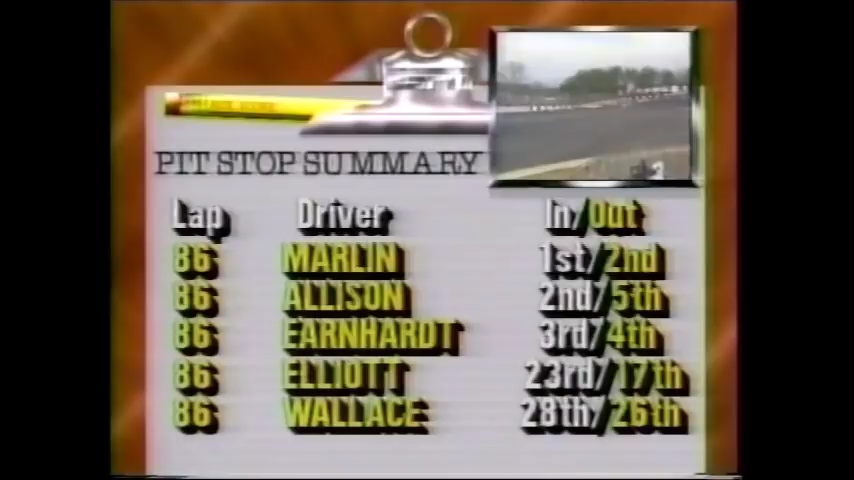 PIT STOP SUMMARY
Lap Driver In/Out
86 MARLIN 1st/2nd
86 ALLISON 2nd/5th
86 EARNHARDT 3rd/4th
86 ELLIOTT 23rd/17th
86 WALLACE 28th/26th